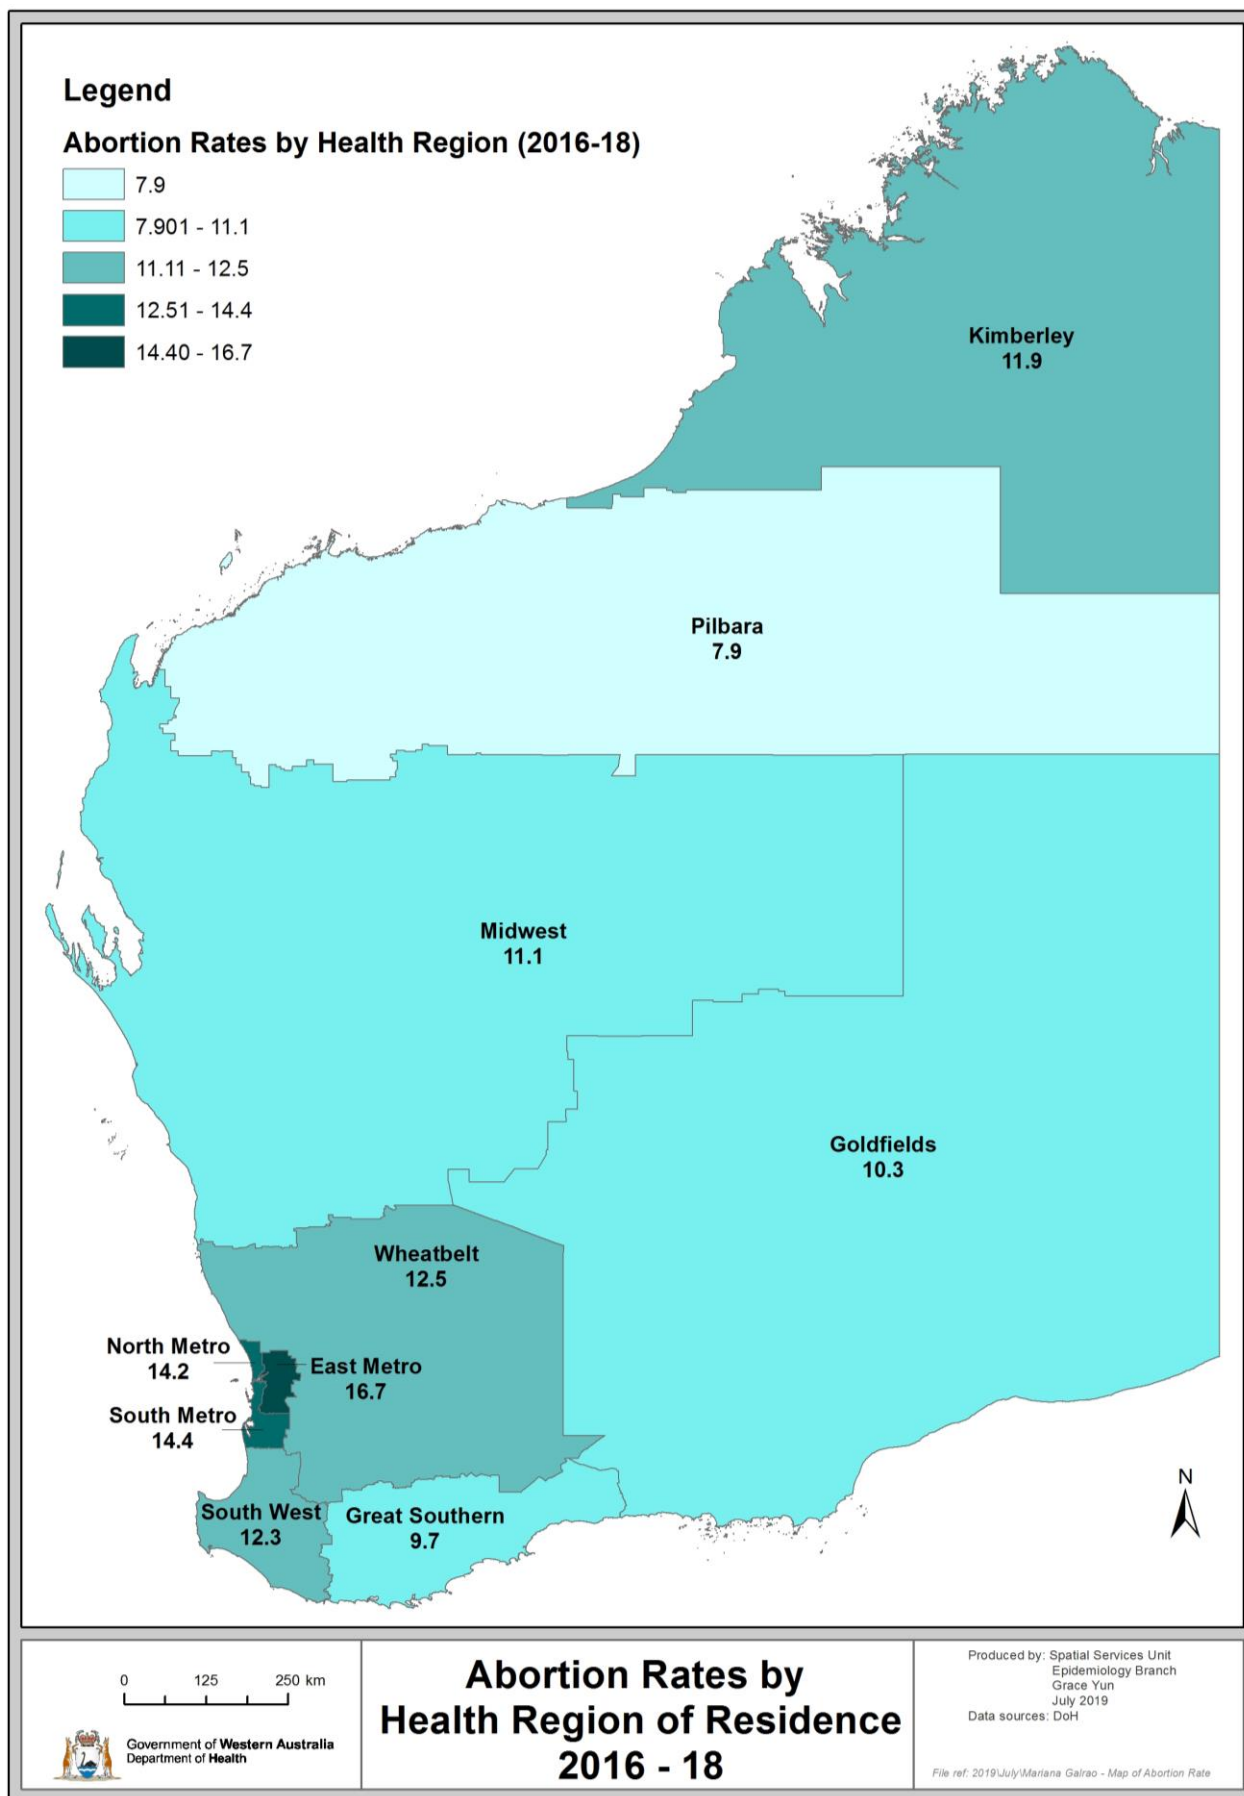 Legend
Abortion Rates by Health Region (2016-18)
7.9
7.901 - 11.1
11.11 - 12.5
12.51 - 14.4
14.40 - 16.7
Kimberley
11.9
Pilbara
7.9
Midwest
11.1
Goldfields
10.3
Wheatbelt
12.5
North Metro
14.2
East Metro
16.7
South Metro
14.4
South West
12.3
Great Southern
9.7
N
0 125 250 km
Government of Western Australia
Department of Health
Abortion Rates by
Health Region of Residence
2016 - 18
Produced by: Spatial Services Unit
Epidemiology Branch
Grace Yun
July 2019
Data sources: DoH
File ref: 2019\July\Mariana Galrao - Map of Abortion Rate